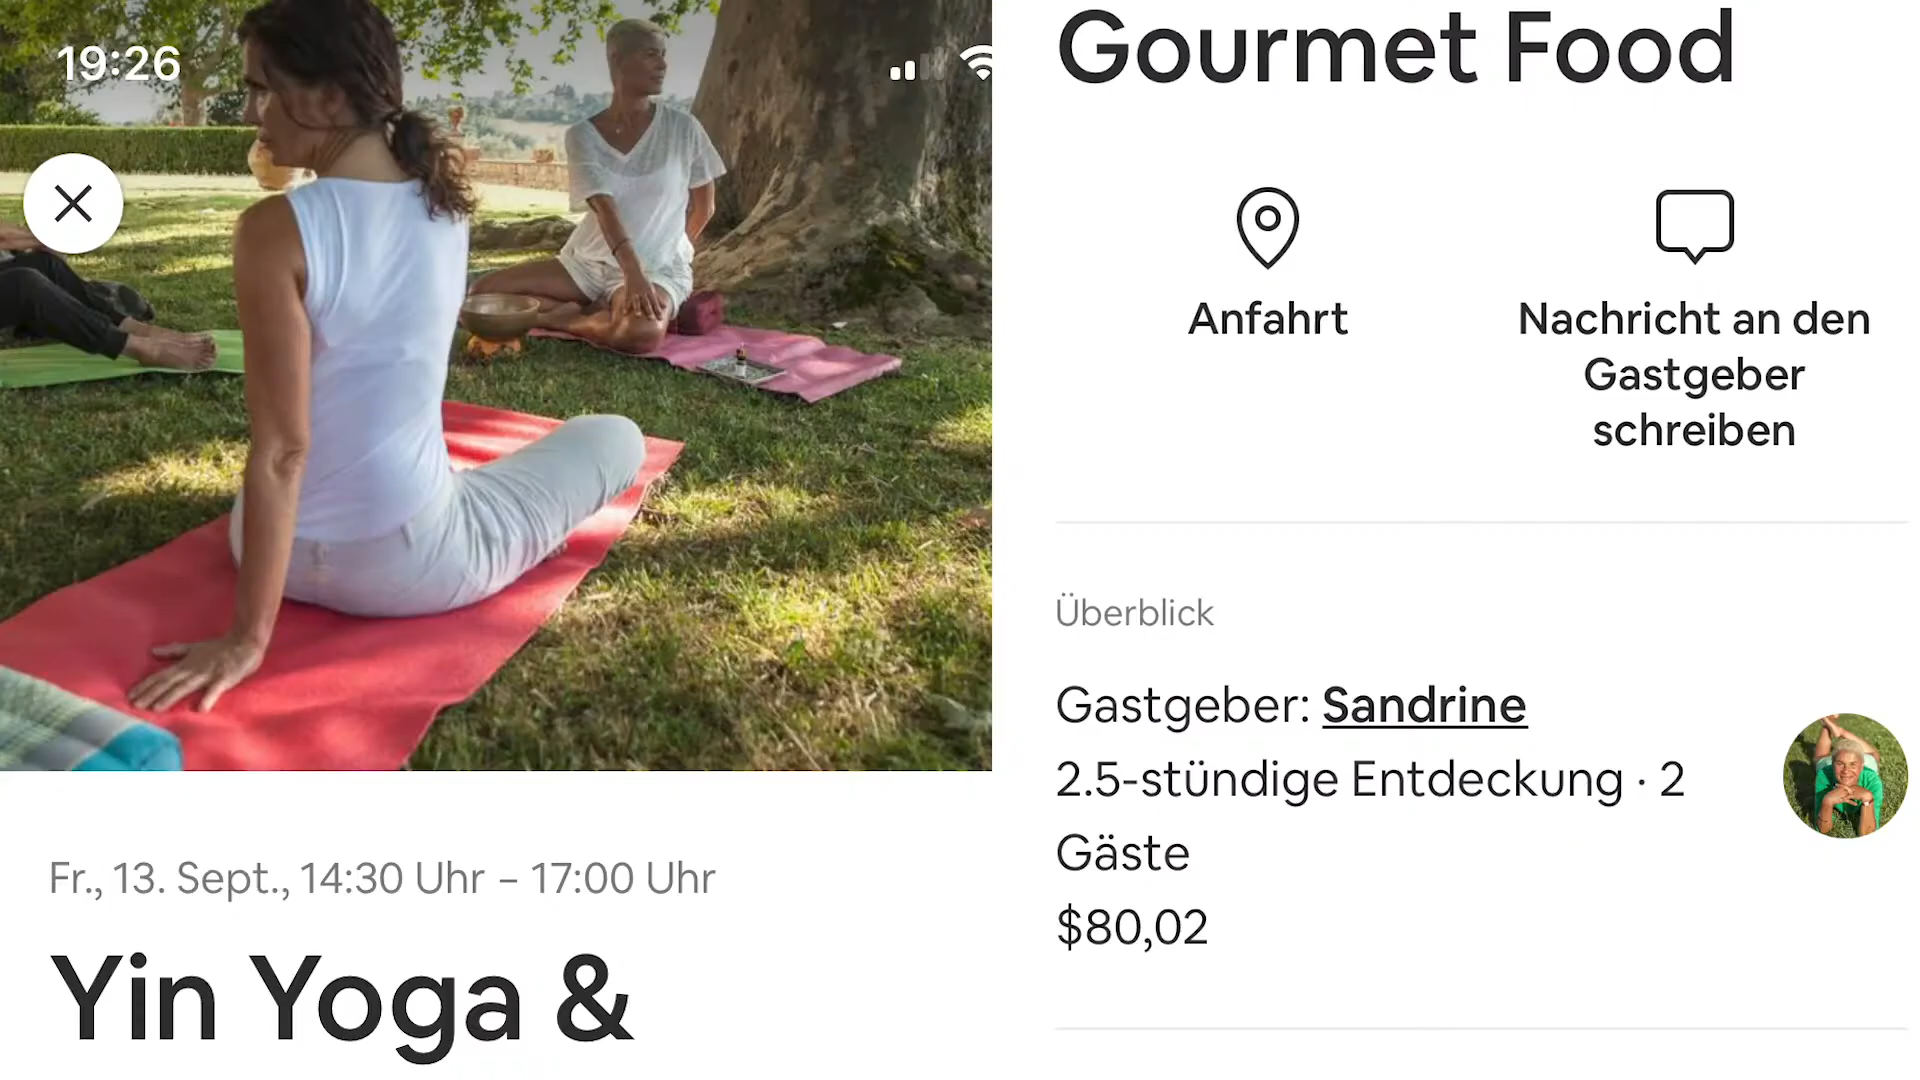 19:26
Fr., 13. Sept., 14:30 Uhr – 17:00 Uhr
Yin Yoga &
Gourmet Food
Anfahrt
Nachricht an den
Gastgeber
schreiben
Überblick
Gastgeber: Sandrine
2.5-stündige Entdeckung · 2
Gäste
$80,02